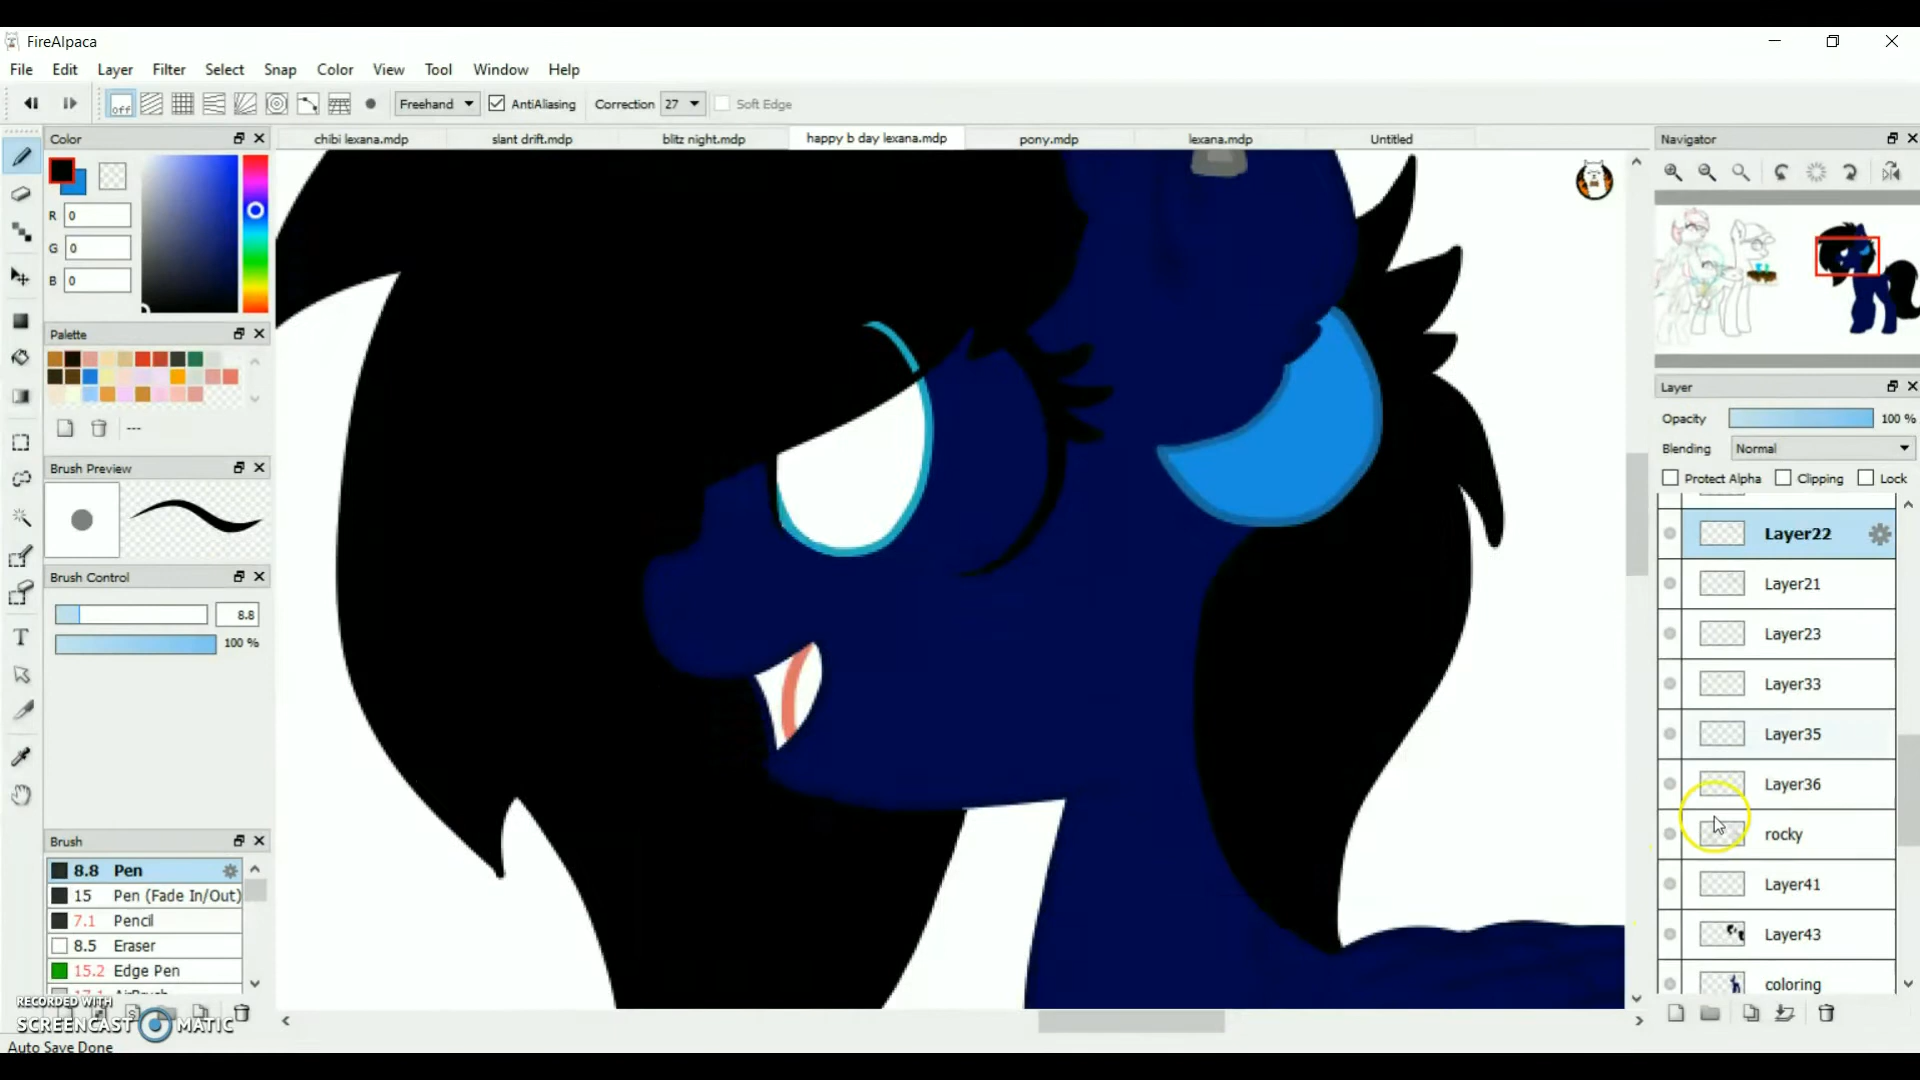 FireAlpaca
File Edit Layer Filter Select Snap Color View Tool Window Help
off Freehand AntiAliasing Correction 27 Soft Edge
Color
R 0
G 0
B 0
Palette
---
Brush Preview
Brush Control
8.8
100 %
Brush
8.8 Pen
15 Pen (Fade In/Out)
7.1 Pencil
8.5 Eraser
15.2 Edge Pen
RECORDED WITH
SCREENCAST MATIC
Auto Save Done
chibi lexana.mdp slant drift.mdp blitz night.mdp happy b day lexana.mdp pony.mdp lexana.mdp Untitled
Navigator
Layer
Opacity 100 %
Blending Normal
Protect Alpha Clipping Lock
Layer22
Layer21
Layer23
Layer33
Layer35
Layer36
rocky
Layer41
Layer43
coloring